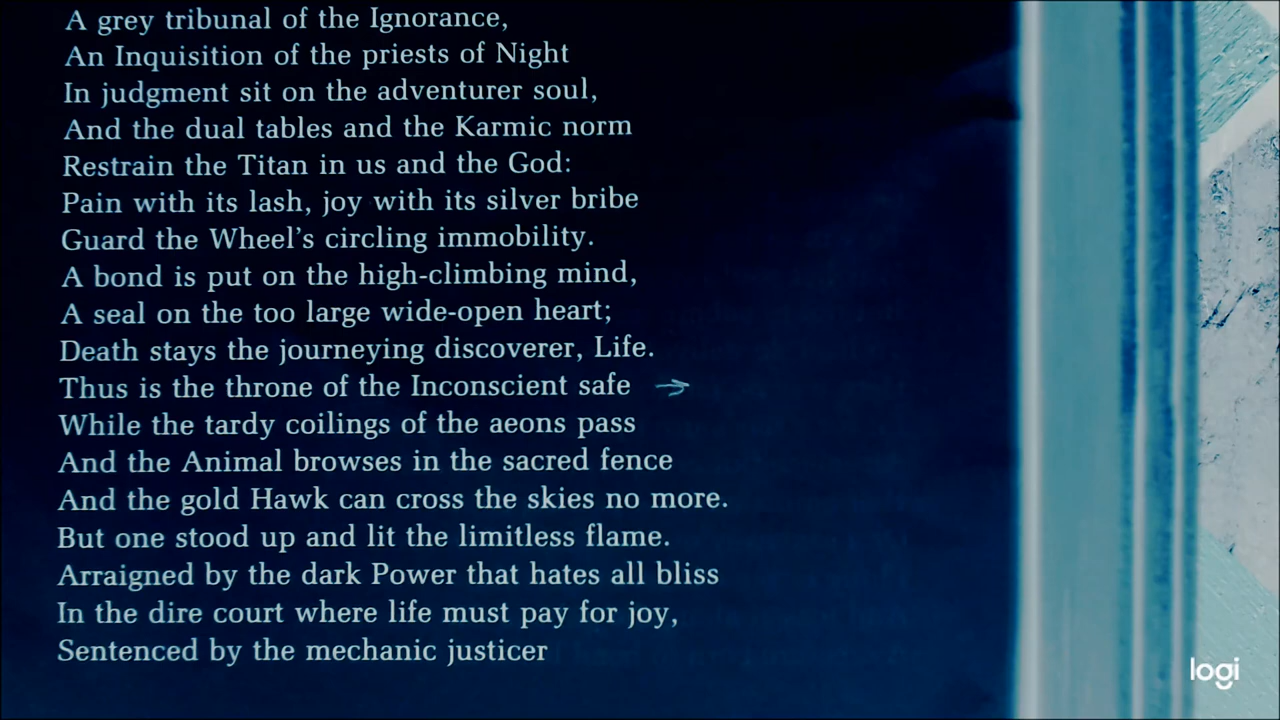 A grey tribunal of the Ignorance,
An Inquisition of the priests of Night
In judgment sit on the adventurer soul,
And the dual tables and the Karmic norm
Restrain the Titan in us and the God:
Pain with its lash, joy with its silver bribe
Guard the Wheel's circling immobility.
A bond is put on the high-climbing mind,
A seal on the too large wide-open heart;
Death stays the journeying discoverer, Life.
Thus is the throne of the Inconscient safe →
While the tardy coilings of the aeons pass
And the Animal browses in the sacred fence
And the gold Hawk can cross the skies no more.
But one stood up and lit the limitless flame.
Arraigned by the dark Power that hates all bliss
In the dire court where life must pay for joy,
Sentenced by the mechanic justicer
logi